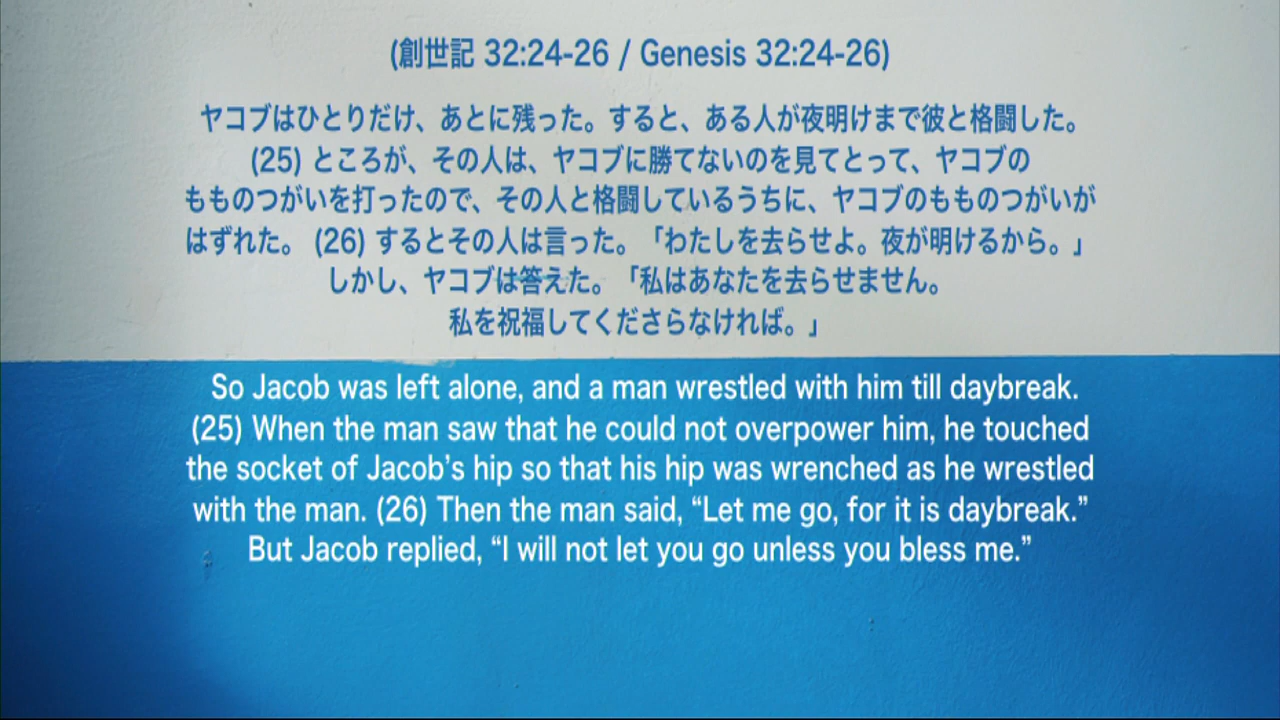 (創世記 32:24-26 / Genesis 32:24-26)
ヤコブはひとりだけ、あとに残った。すると、ある人が夜明けまで彼と格闘した。
(25) ところが、その人は、ヤコブに勝てないのを見てとって、ヤコブの
もものつがいを打ったので、その人と格闘しているうちに、ヤコブのもものつがいが
はずれた。 (26) するとその人は言った。「わたしを去らせよ。夜が明けるから。」
しかし、ヤコブは答えた。「私はあなたを去らせません。
私を祝福してくださらなければ。」
So Jacob was left alone, and a man wrestled with him till daybreak.
(25) When the man saw that he could not overpower him, he touched
the socket of Jacob’s hip so that his hip was wrenched as he wrestled
with the man. (26) Then the man said, “Let me go, for it is daybreak.”
But Jacob replied, “I will not let you go unless you bless me.”